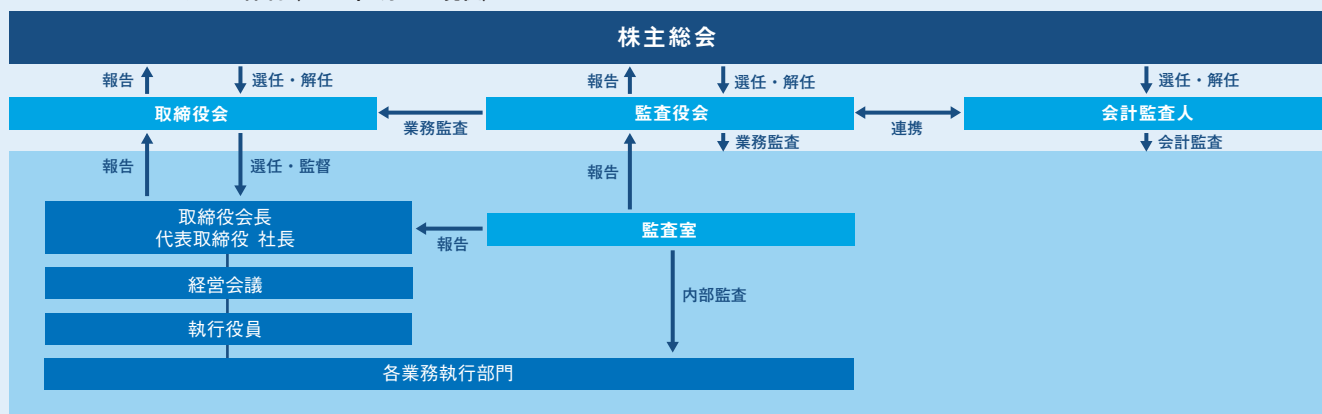 株主総会
報告
選任・解任
報告
選任・解任
選任・解任
取締役会
業務監査
監査役会
連携
会計監査人
業務監査
会計監査
報告
選任・監督
報告
取締役会長
代表取締役 社長
報告
監査室
経営会議
内部監査
執行役員
各業務執行部門